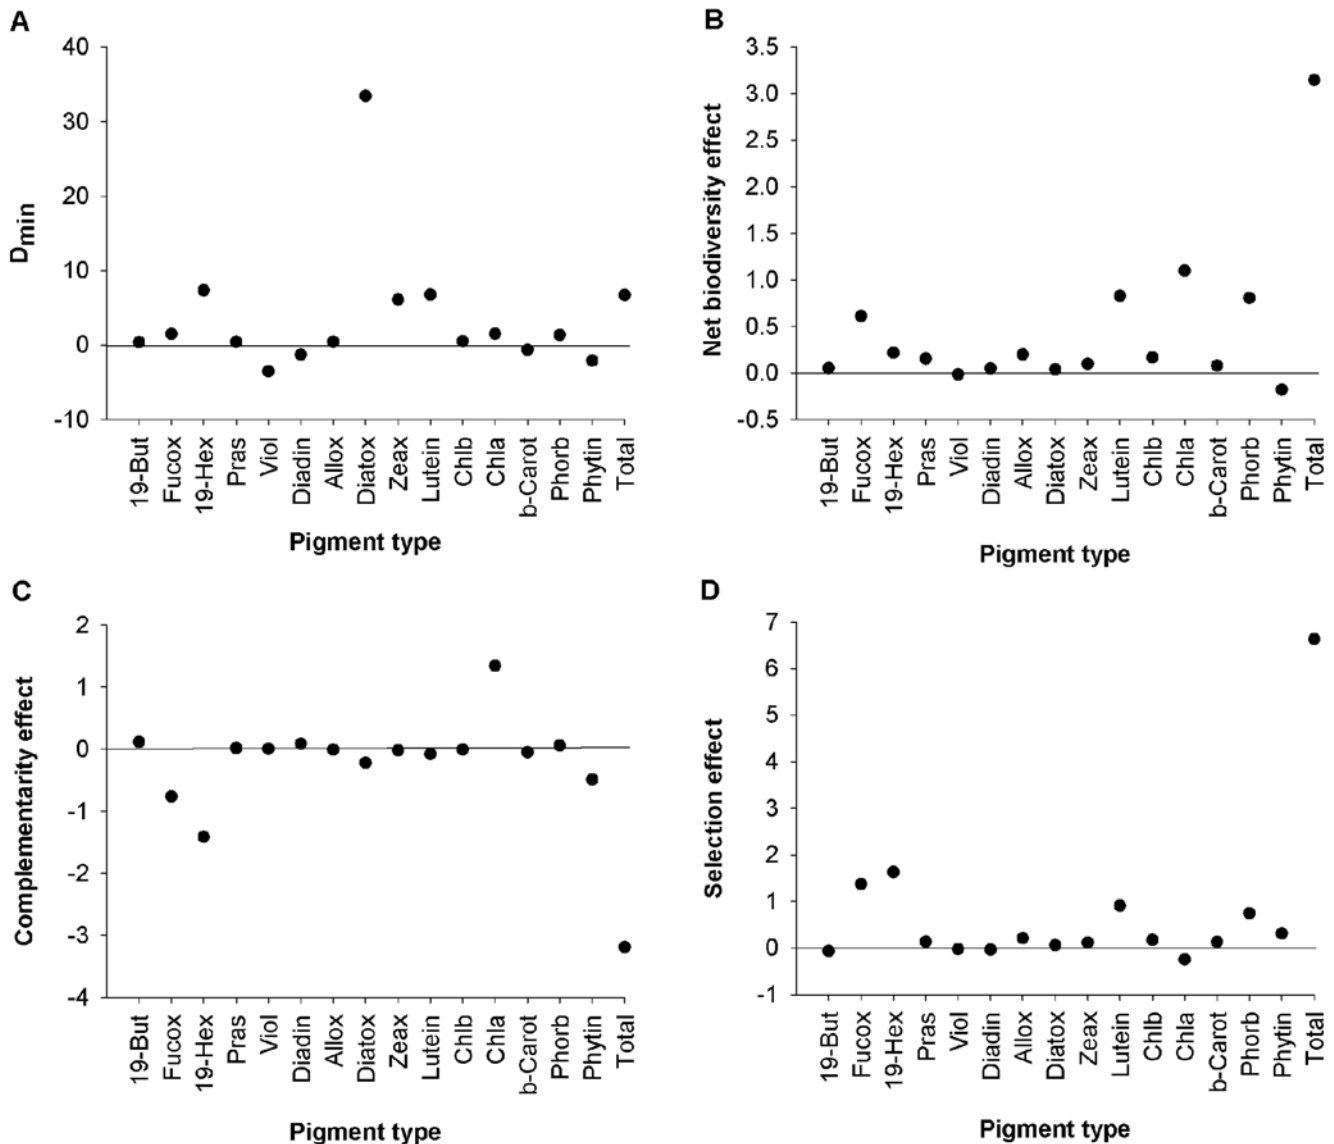 A
Dmin
40
30
20
10
0
-10
19-But
Fucox
19-Hex
Pras
Viol
Diadin
Allox
Diatox
Zeax
Lutein
Chlb
Chla
b-Carot
Phorb
Phytin
Total
Pigment type
B
Net biodiversity effect
3.5
3.0
2.5
2.0
1.5
1.0
0.5
0.0
-0.5
19-But
Fucox
19-Hex
Pras
Viol
Diadin
Allox
Diatox
Zeax
Lutein
Chlb
Chla
b-Carot
Phorb
Phytin
Total
Pigment type
C
Complementarity effect
2
1
0
-1
-2
-3
-4
19-But
Fucox
19-Hex
Pras
Viol
Diadin
Allox
Diatox
Zeax
Lutein
Chlb
Chla
b-Carot
Phorb
Phytin
Total
Pigment type
D
Selection effect
7
6
5
4
3
2
1
0
-1
19-But
Fucox
19-Hex
Pras
Viol
Diadin
Allox
Diatox
Zeax
Lutein
Chlb
Chla
b-Carot
Phorb
Phytin
Total
Pigment type